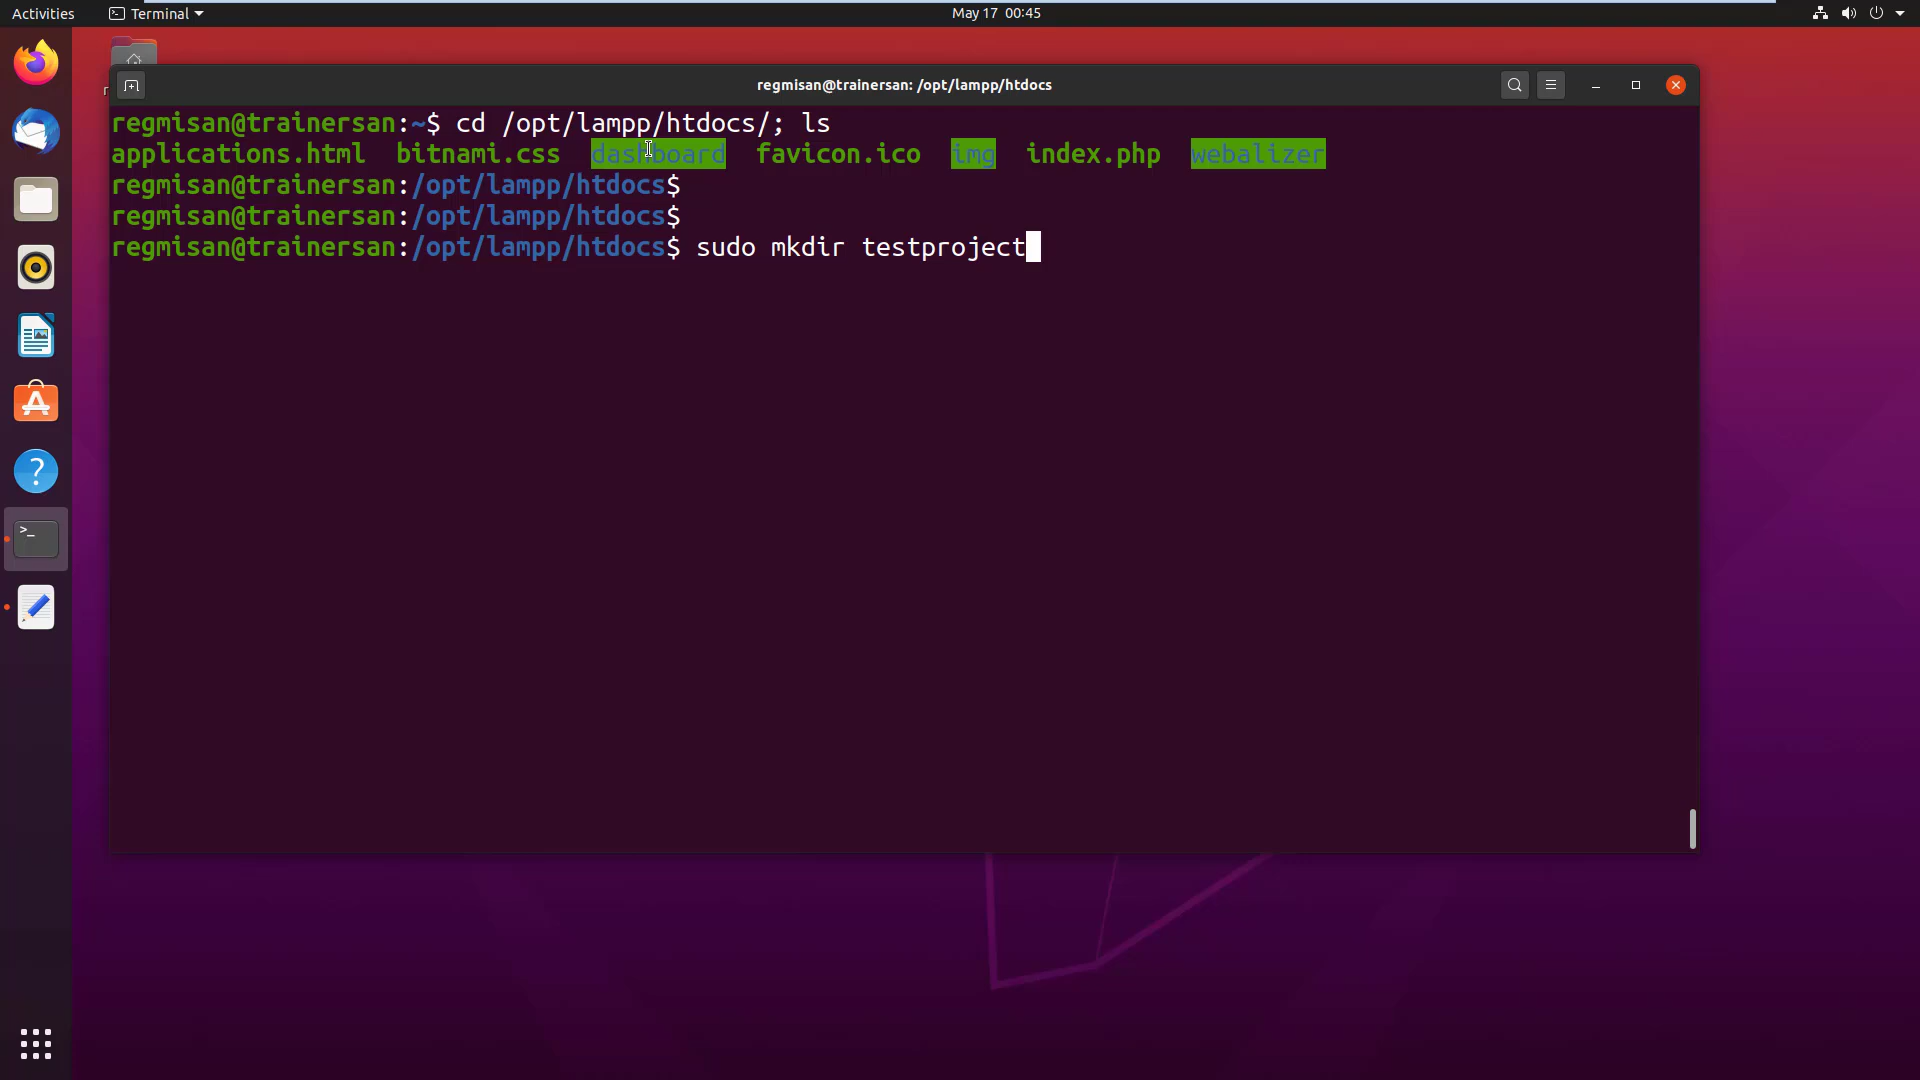 Activities Terminal May 17 00:45
regmisan@trainersan: /opt/lampp/htdocs
regmisan@trainersan:~$ cd /opt/lampp/htdocs/; ls
applications.html bitnami.css dashboard favicon.ico img index.php webalizer
regmisan@trainersan:/opt/lampp/htdocs$
regmisan@trainersan:/opt/lampp/htdocs$
regmisan@trainersan:/opt/lampp/htdocs$ sudo mkdir testproject